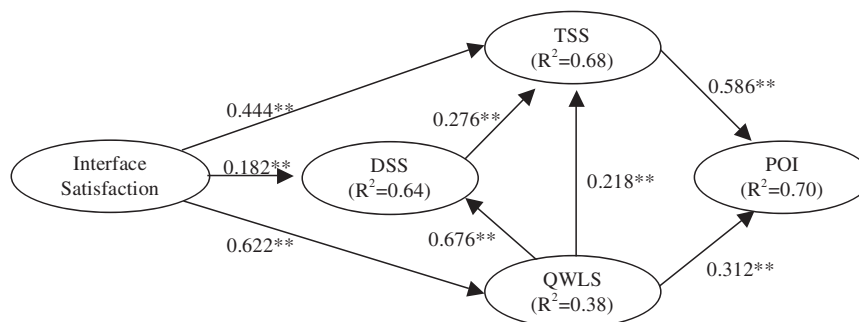 TSS
(R²=0.68)
0.586**
0.444**
0.276**
Interface
Satisfaction
0.182**
DSS
(R²=0.64)
0.218**
POI
(R²=0.70)
0.622**
0.676**
QWLS
(R²=0.38)
0.312**